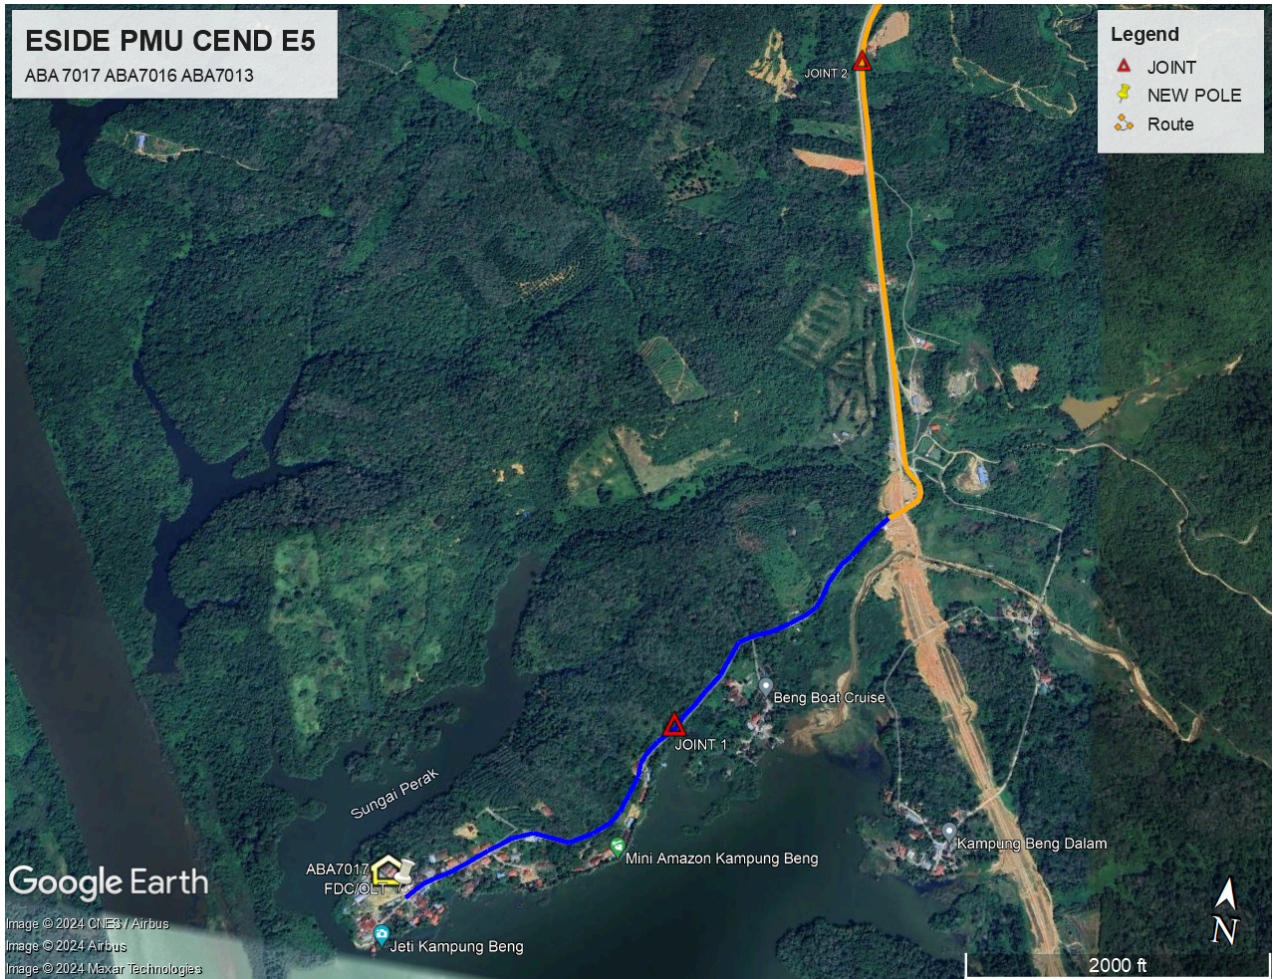 ESIDE PMU CEND E5
ABA 7017 ABA7016 ABA7013
Legend
JOINT
NEW POLE
Route
JOINT 2
Beng Boat Cruise
JOINT 1
Sungai Perak
Mini Amazon Kampung Beng
Kampung Beng Dalam
ABA7017
FDC/OLT
Jeti Kampung Beng
Google Earth
Image © 2024 CNES / Airbus
Image © 2024 Airbus
Image © 2024 Maxar Technologies
N
2000 ft